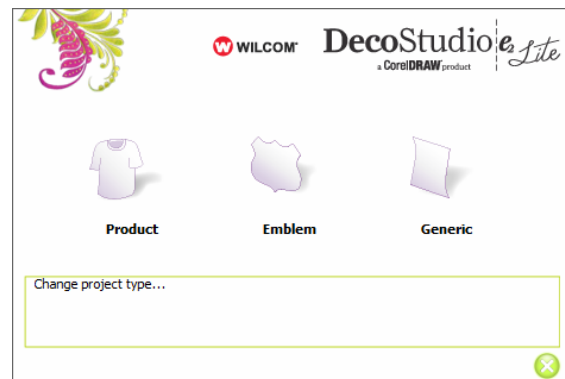 WILCOM
DecoStudio e2 Lite
a CorelDRAW product
Product
Emblem
Generic
Change project type...